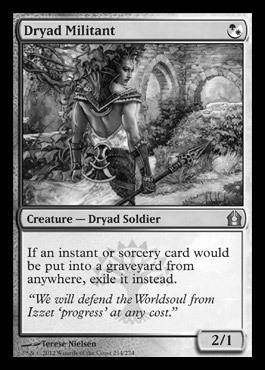 Dryad Militant
Creature — Dryad Soldier
If an instant or sorcery card would
be put into a graveyard from
anywhere, exile it instead.
“We will defend the Worldsoul from
Izzet ‘progress’ at any cost.”
Terese Nielsen
2/1
™ & © 2012 Wizards of the Coast 214/274